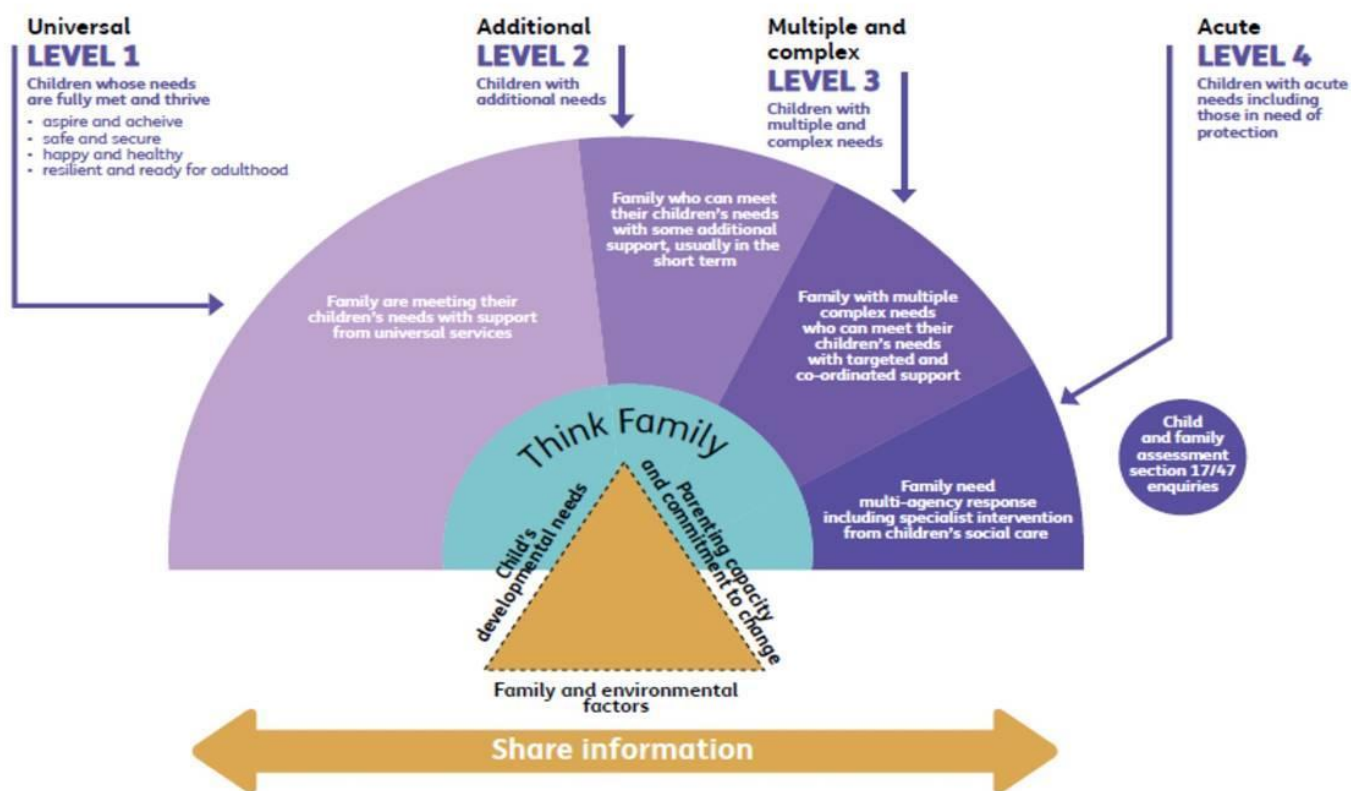 Universal
LEVEL 1
Children whose needs
are fully met and thrive
• aspire and acheive
• safe and secure
• happy and healthy
• resilient and ready for adulthood
Additional
LEVEL 2
Children with
additional needs
Multiple and
complex
LEVEL 3
Children with
multiple and
complex needs
Acute
LEVEL 4
Children with acute
needs including
those in need of
protection
Family are meeting their
children's needs with support
from universal services
Family who can meet
their children's needs
with some additional
support, usually in the
short term
Family with multiple
complex needs
who can meet their
children's needs
with targeted and
co-ordinated support
Family need
multi-agency response
including specialist intervention
from children's social care
Child
and family
assessment
section 17/47
enquiries
Think Family
Child's
developmental needs
Parenting capacity
and commitment to change
Family and environmental
factors
Share information